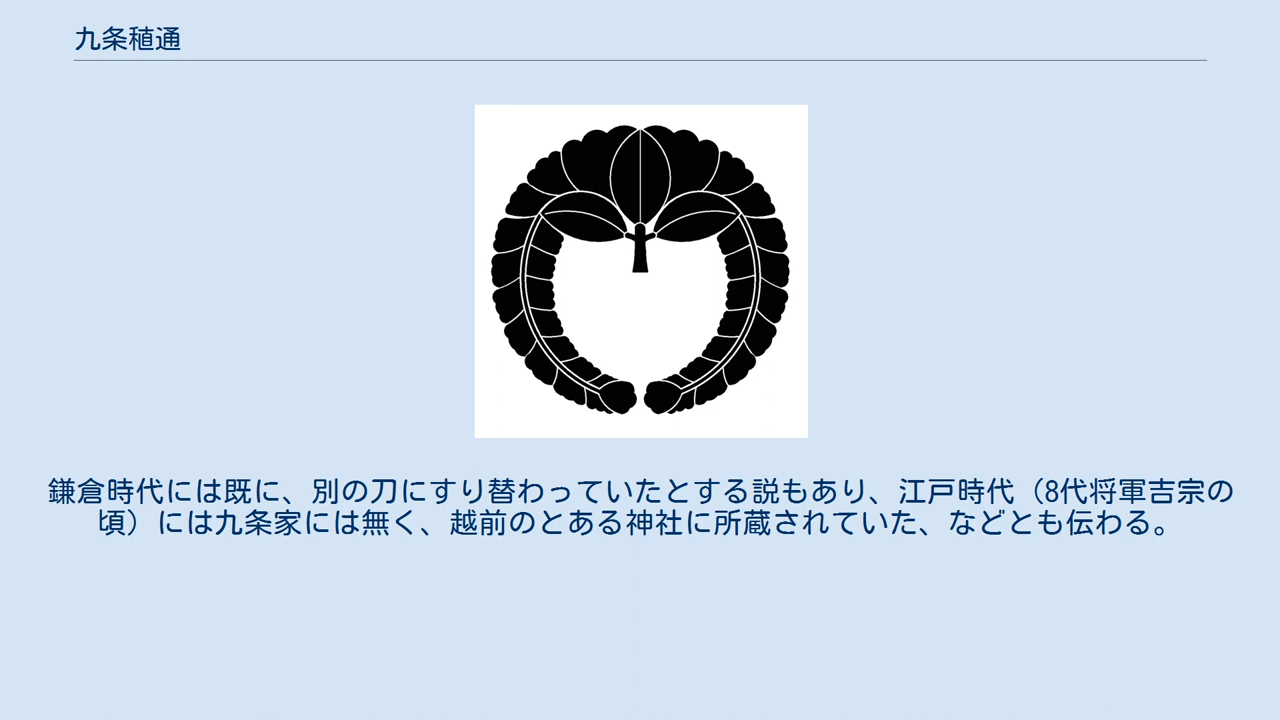 九条稙通
鎌倉時代には既に、別の刀にすり替わっていたとする説もあり、江戸時代（8代将軍吉宗の
頃）には九条家には無く、越前のとある神社に所蔵されていた、などとも伝わる。